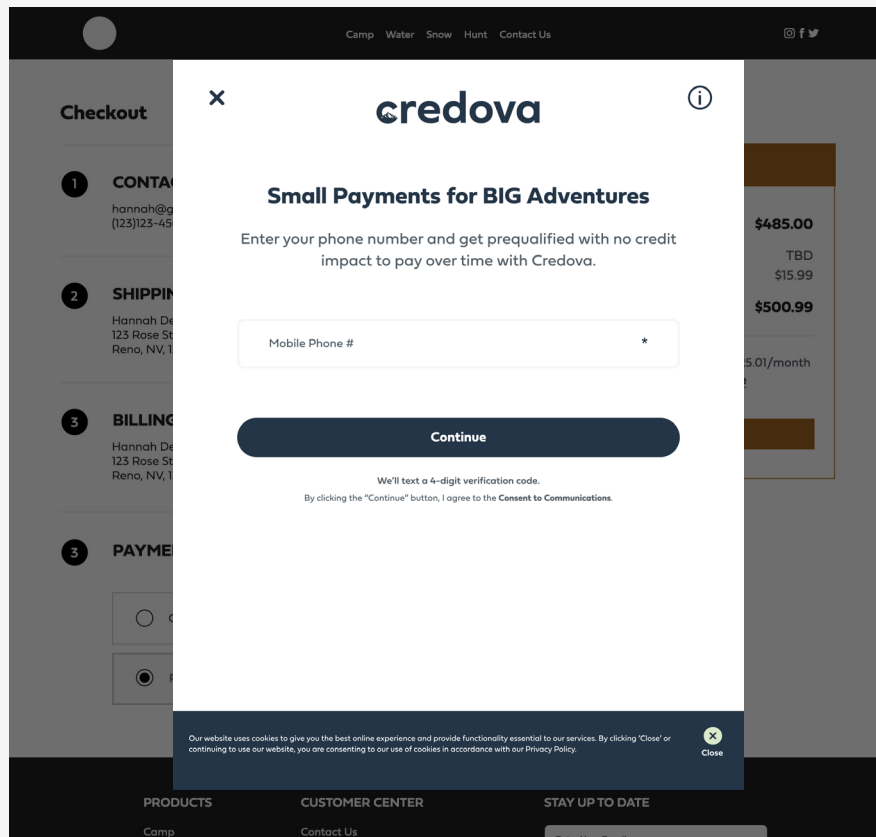 Camp Water Snow Hunt Contact Us
Checkout
1 CONTA
hannah@g
(123)123-45
2 SHIPPIN
Hannah De
123 Rose St
Reno, NV, 1
3 BILLING
Hannah De
123 Rose St
Reno, NV, 1
3 PAYME
credova
Small Payments for BIG Adventures
Enter your phone number and get prequalified with no credit
impact to pay over time with Credova.
Mobile Phone # *
Continue
We'll text a 4-digit verification code.
By clicking the "Continue" button, I agree to the Consent to Communications.
Our website uses cookies to give you the best online experience and provide functionality essential to our services. By clicking 'Close' or
continuing to use our website, you are consenting to our use of cookies in accordance with our Privacy Policy.
Close
$485.00
TBD
$15.99
$500.99
5.01/month
PRODUCTS CUSTOMER CENTER STAY UP TO DATE
Camp Contact Us